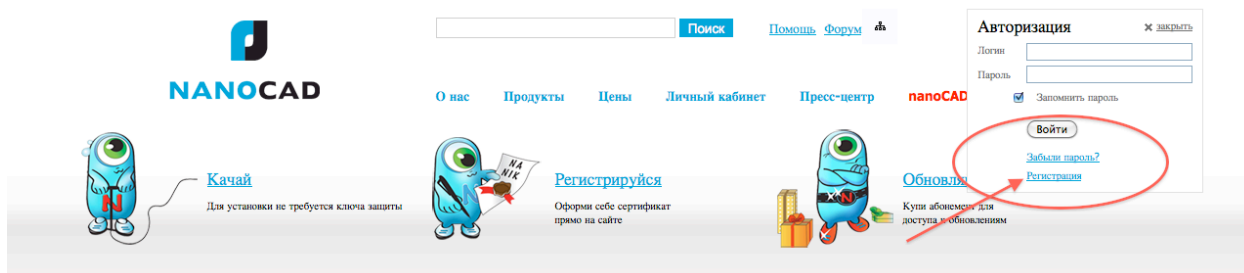 Поиск
Помощь Форум
Авторизация
закрыть
Логин
Пароль
Запомнить пароль
Войти
Забыли пароль?
Регистрация
NANOCAD
О нас Продукты Цены Личный кабинет Пресс-центр nanoCAD
Качай
Для установки не требуется ключа защиты
NA
NIK
Регистрируйся
Оформи себе сертификат
прямо на сайте
Обновля
Купи абонемент для
доступа к обновлениям
N
N